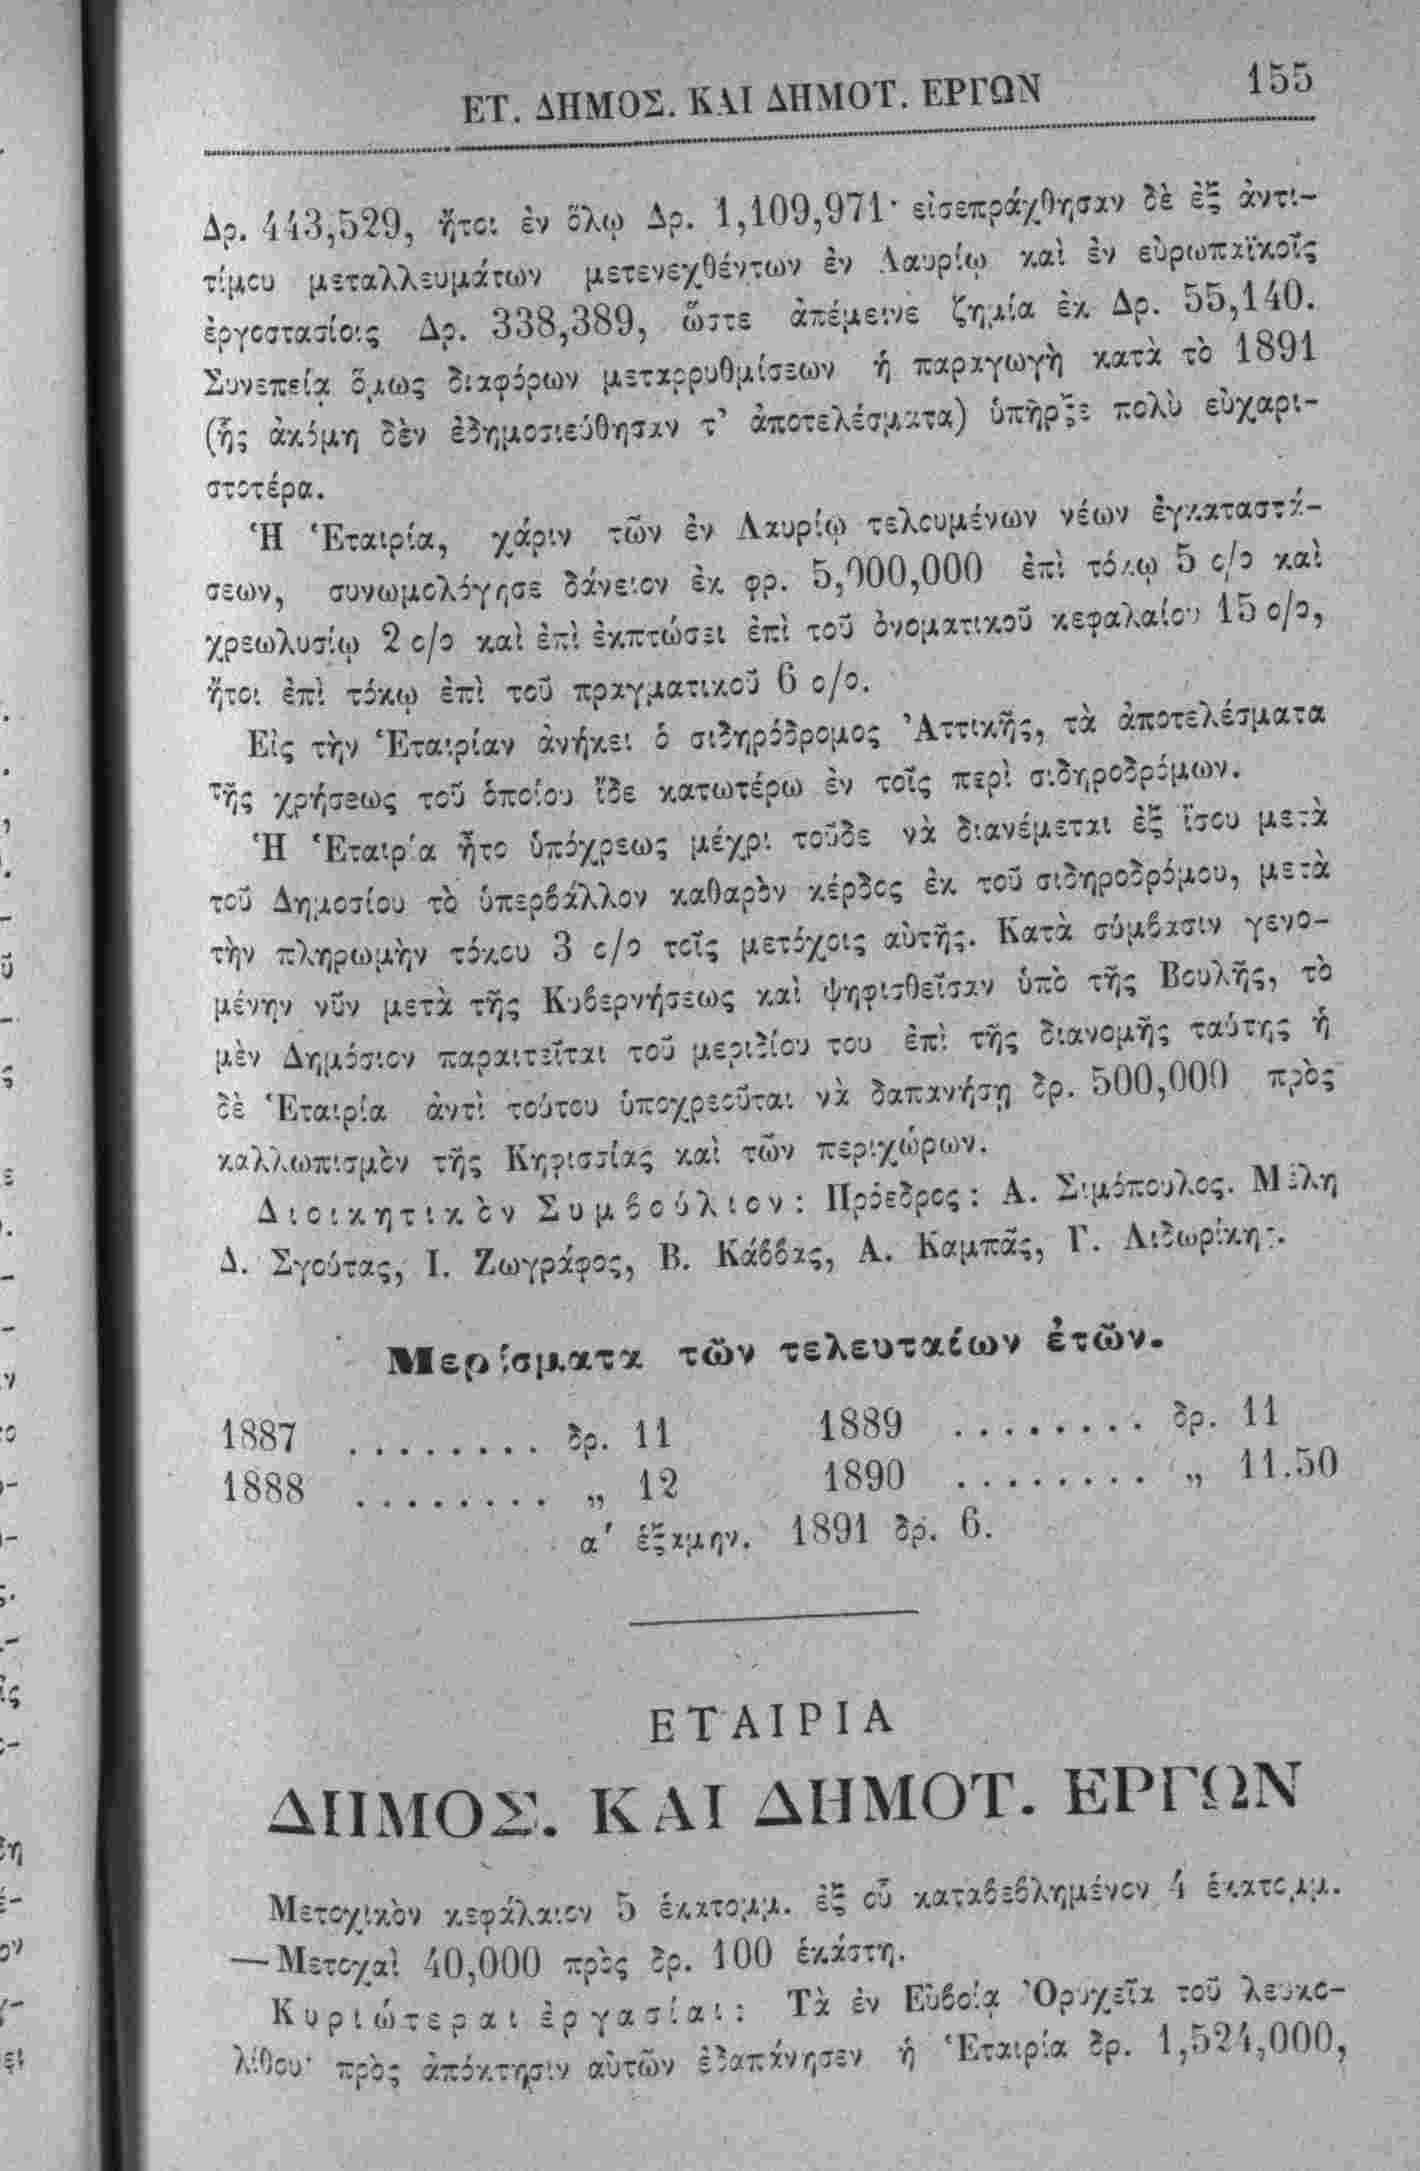 ΕΤ. ΔΗΜΟΣ. ΚΑΙ ΔΗΜΟΤ. ΕΡΓΩΝ 155
Δρ. 443,529, ἤτοι ἐν ὅλῳ Δρ. 1,109,971· εἰσεπράχθησαν δὲ ἐξ ἀντι-
τίμου μεταλλευμάτων μετενεχθέντων ἐν Λαυρίῳ καὶ ἐν εὐρωπαϊκοῖς
ἐργοστασίοις Δρ. 338,389, ὥστε ἀπέμεινε ζημία ἐκ Δρ. 55,140.
Συνεπείᾳ ὅμως διαφόρων μεταρρυθμίσεων ἡ παραγωγὴ κατὰ τὸ 1891
(ἧς ἀκόμη δὲν ἐδημοσιεύθησαν τ’ ἀποτελέσματα) ὑπῆρξε πολὺ εὐχαρι-
στοτέρα.
Ἡ Ἑταιρία, χάριν τῶν ἐν Λαυρίῳ τελουμένων νέων ἐγκαταστά-
σεων, συνωμολόγησε δάνειον ἐκ φρ. 5,000,000 ἐπὶ τόκῳ 5 ο/ο καὶ
χρεωλυσίῳ 2 ο/ο καὶ ἐπὶ ἐκπτώσει ἐπὶ τοῦ ὀνοματικοῦ κεφαλαίου 15 ο/ο,
ἤτοι ἐπὶ τόκῳ ἐπὶ τοῦ πραγματικοῦ 6 ο/ο.
Εἰς τὴν Ἑταιρίαν ἀνήκει ὁ σιδηρόδρομος Ἀττικῆς, τὰ ἀποτελέσματα
τῆς χρήσεως τοῦ ὁποίου ἴδε κατωτέρω ἐν τοῖς περὶ σιδηροδρόμων.
Ἡ Ἑταιρία ἦτο ὑπόχρεως μέχρι τοῦδε νὰ διανέμεται ἐξ ἴσου μετὰ
τοῦ Δημοσίου τὸ ὑπερβάλλον καθαρὸν κέρδος ἐκ τοῦ σιδηροδρόμου, μετὰ
τὴν πληρωμὴν τόκου 3 ο/ο τοῖς μετόχοις αὐτῆς. Κατὰ σύμβασιν γενο-
μένην νῦν μετὰ τῆς Κυβερνήσεως καὶ ψηφισθεῖσαν ὑπὸ τῆς Βουλῆς, τὸ
μὲν Δημόσιον παραιτεῖται τοῦ μεριδίου του ἐπὶ τῆς διανομῆς ταύτης ἡ
δὲ Ἑταιρία ἀντὶ τούτου ὑποχρεοῦται νὰ δαπανήσῃ δρ. 500,000 πρὸς
καλλωπισμὸν τῆς Κηφισσίας καὶ τῶν περιχώρων.
Διοικητικὸν Συμβούλιον: Πρόεδρος: Α. Σιμόπουλος. Μέλη
Δ. Σγούτας, Ι. Ζωγράφος, Β. Κάββας, Α. Καμπᾶς, Γ. Λιδωρίκης.
Μερίσματα τῶν τελευταίων ἐτῶν.
1887 ........ δρ. 11 1889 ........ δρ. 11
1888 ........ „ 12 1890 ........ „ 11.50
α΄ ἑξαμην. 1891 δρ. 6.
ΕΤΑΙΡΙΑ
ΔΗΜΟΣ. ΚΑΙ ΔΗΜΟΤ. ΕΡΓΩΝ
Μετοχικὸν κεφάλαιον 5 ἑκατομμ. ἐξ οὗ καταβεβλημένον 4 ἑκατομμ.
—Μετοχαὶ 40,000 πρὸς δρ. 100 ἑκάστη.
Κυριώτεραι ἐργασίαι: Τὰ ἐν Εὐβοίᾳ Ὀρυχεῖα τοῦ λευκο-
λίθου· πρὸς ἀπόκτησιν αὐτῶν ἐδαπάνησεν ἡ Ἑταιρία δρ. 1,524,000,